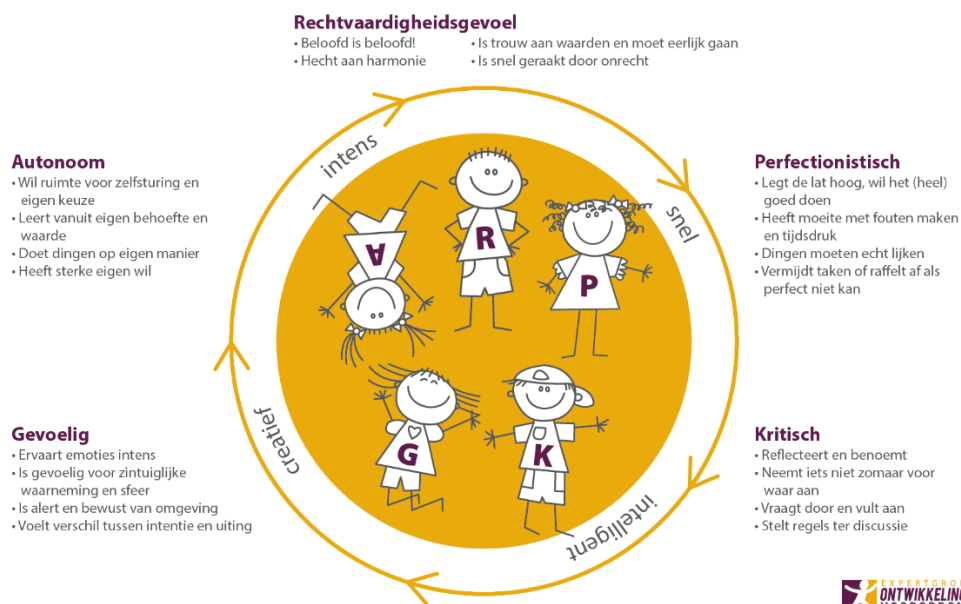 Rechtvaardigheidsgevoel
• Beloofd is beloofd!
• Hecht aan harmonie
• Is trouw aan waarden en moet eerlijk gaan
• Is snel geraakt door onrecht
intens
snel
intelligent
creatief
Autonoom
• Wil ruimte voor zelfsturing en
eigen keuze
• Leert vanuit eigen behoefte en
waarde
• Doet dingen op eigen manier
• Heeft sterke eigen wil
Perfectionistisch
• Legt de lat hoog, wil het (heel)
goed doen
• Heeft moeite met fouten maken
en tijdsdruk
• Dingen moeten echt lijken
• Vermijdt taken of raffelt af als
perfect niet kan
A
R
P
G
K
Gevoelig
• Ervaart emoties intens
• Is gevoelig voor zintuiglijke
waarneming en sfeer
• Is alert en bewust van omgeving
• Voelt verschil tussen intentie en uiting
Kritisch
• Reflecteert en benoemt
• Neemt iets niet zomaar voor
waar aan
• Vraagt door en vult aan
• Stelt regels ter discussie